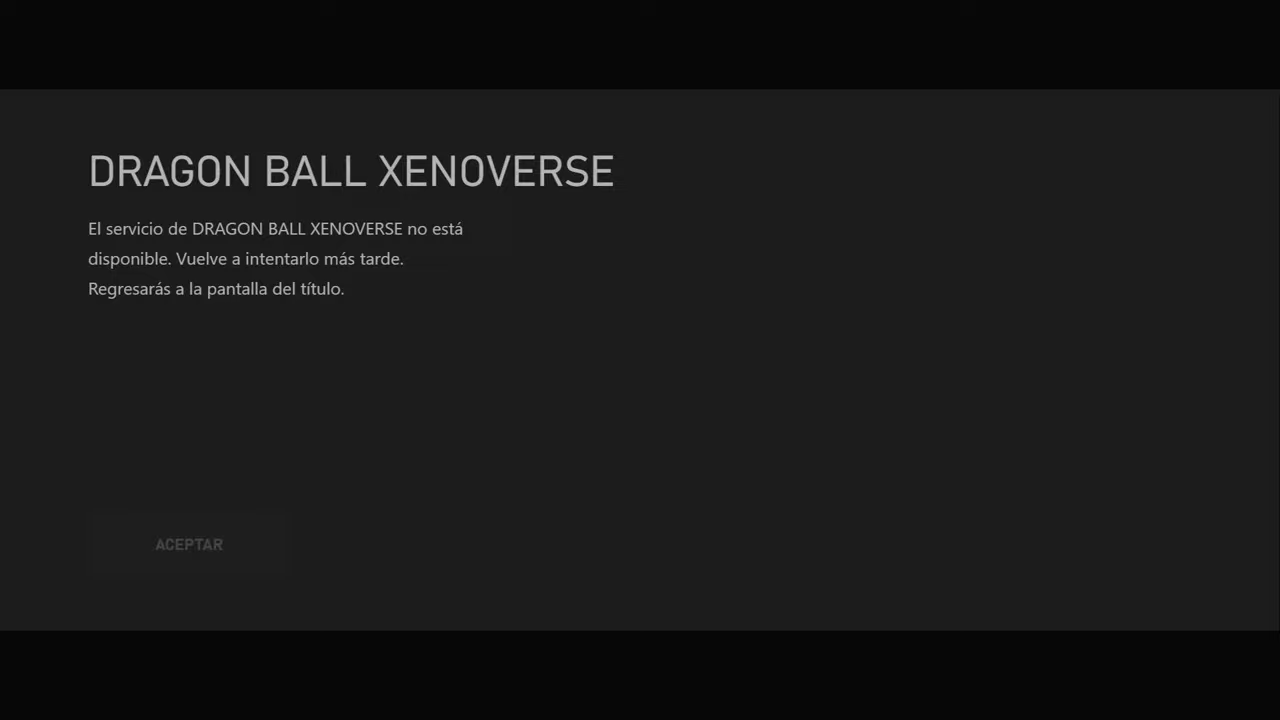 DRAGON BALL XENOVERSE
El servicio de DRAGON BALL XENOVERSE no está
disponible. Vuelve a intentarlo más tarde.
Regresarás a la pantalla del título.
ACEPTAR